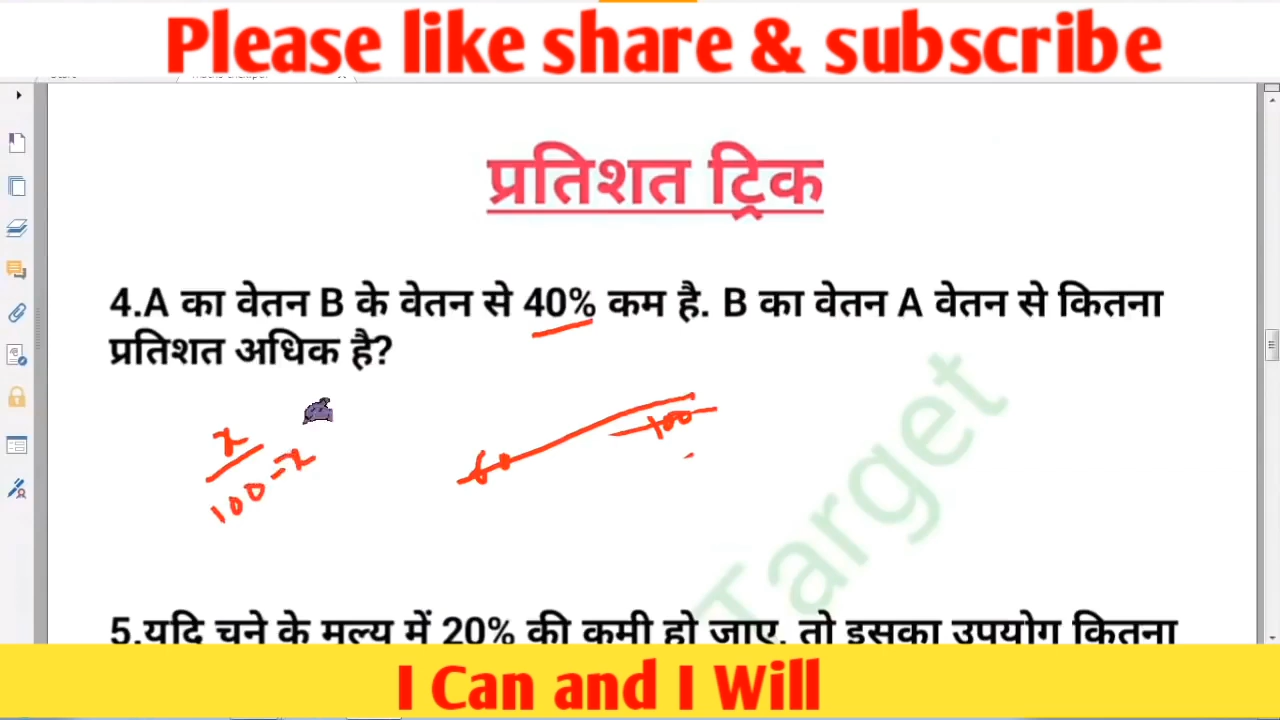 Please like share & subscribe
प्रतिशत ट्रिक
4.A का वेतन B के वेतन से 40% कम है. B का वेतन A वेतन से कितना
प्रतिशत अधिक है?
x
100-x
60
100
Target
5.यदि चने के मूल्य में 20% की कमी हो जाए, तो इसका उपयोग कितना
I Can and I Will